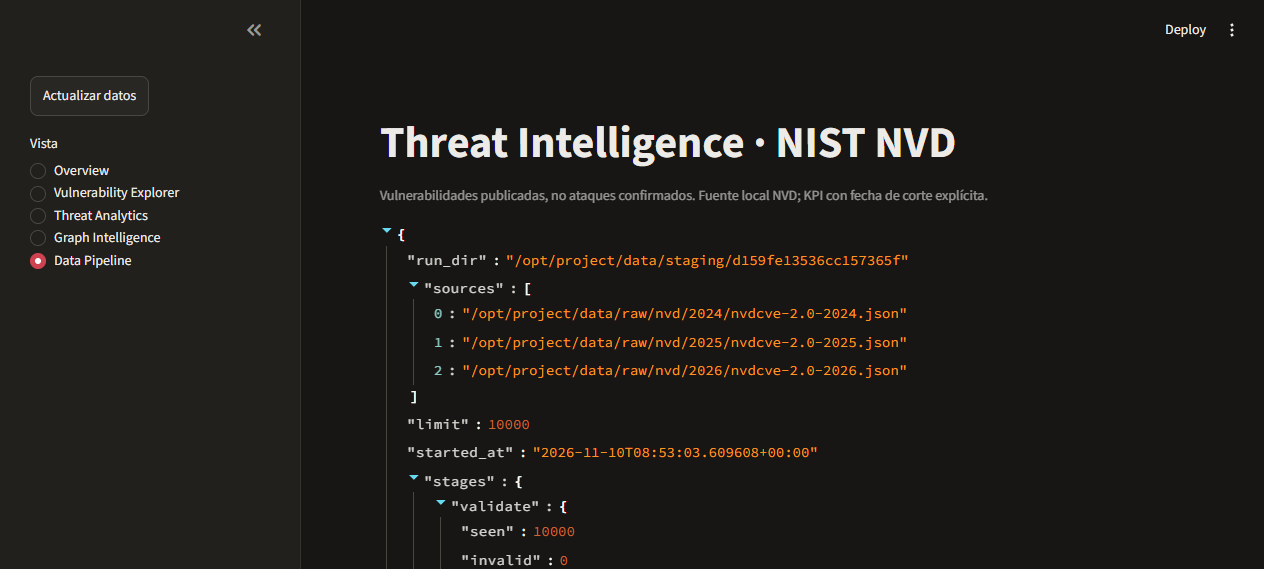 Deploy
Actualizar datos
Vista
Overview
Vulnerability Explorer
Threat Analytics
Graph Intelligence
Data Pipeline
Threat Intelligence · NIST NVD
Vulnerabilidades publicadas, no ataques confirmados. Fuente local NVD; KPI con fecha de corte explícita.
{
"run_dir" : "/opt/project/data/staging/d159fe13536cc157365f"
"sources" : [
0 : "/opt/project/data/raw/nvd/2024/nvdcve-2.0-2024.json"
1 : "/opt/project/data/raw/nvd/2025/nvdcve-2.0-2025.json"
2 : "/opt/project/data/raw/nvd/2026/nvdcve-2.0-2026.json"
]
"limit" : 10000
"started_at" : "2026-11-10T08:53:03.609608+00:00"
"stages" : {
"validate" : {
"seen" : 10000
"invalid" : 0